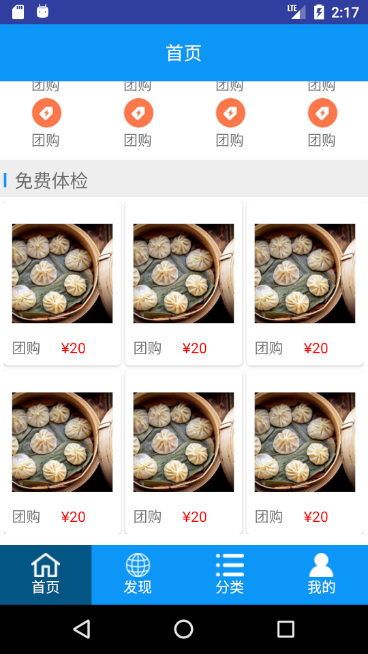 LTE 2:17
首页
团购 团购 团购 团购
团购 团购 团购 团购
免费体检
团购 ¥20 团购 ¥20 团购 ¥20
团购 ¥20 团购 ¥20 团购 ¥20
首页 发现 分类 我的